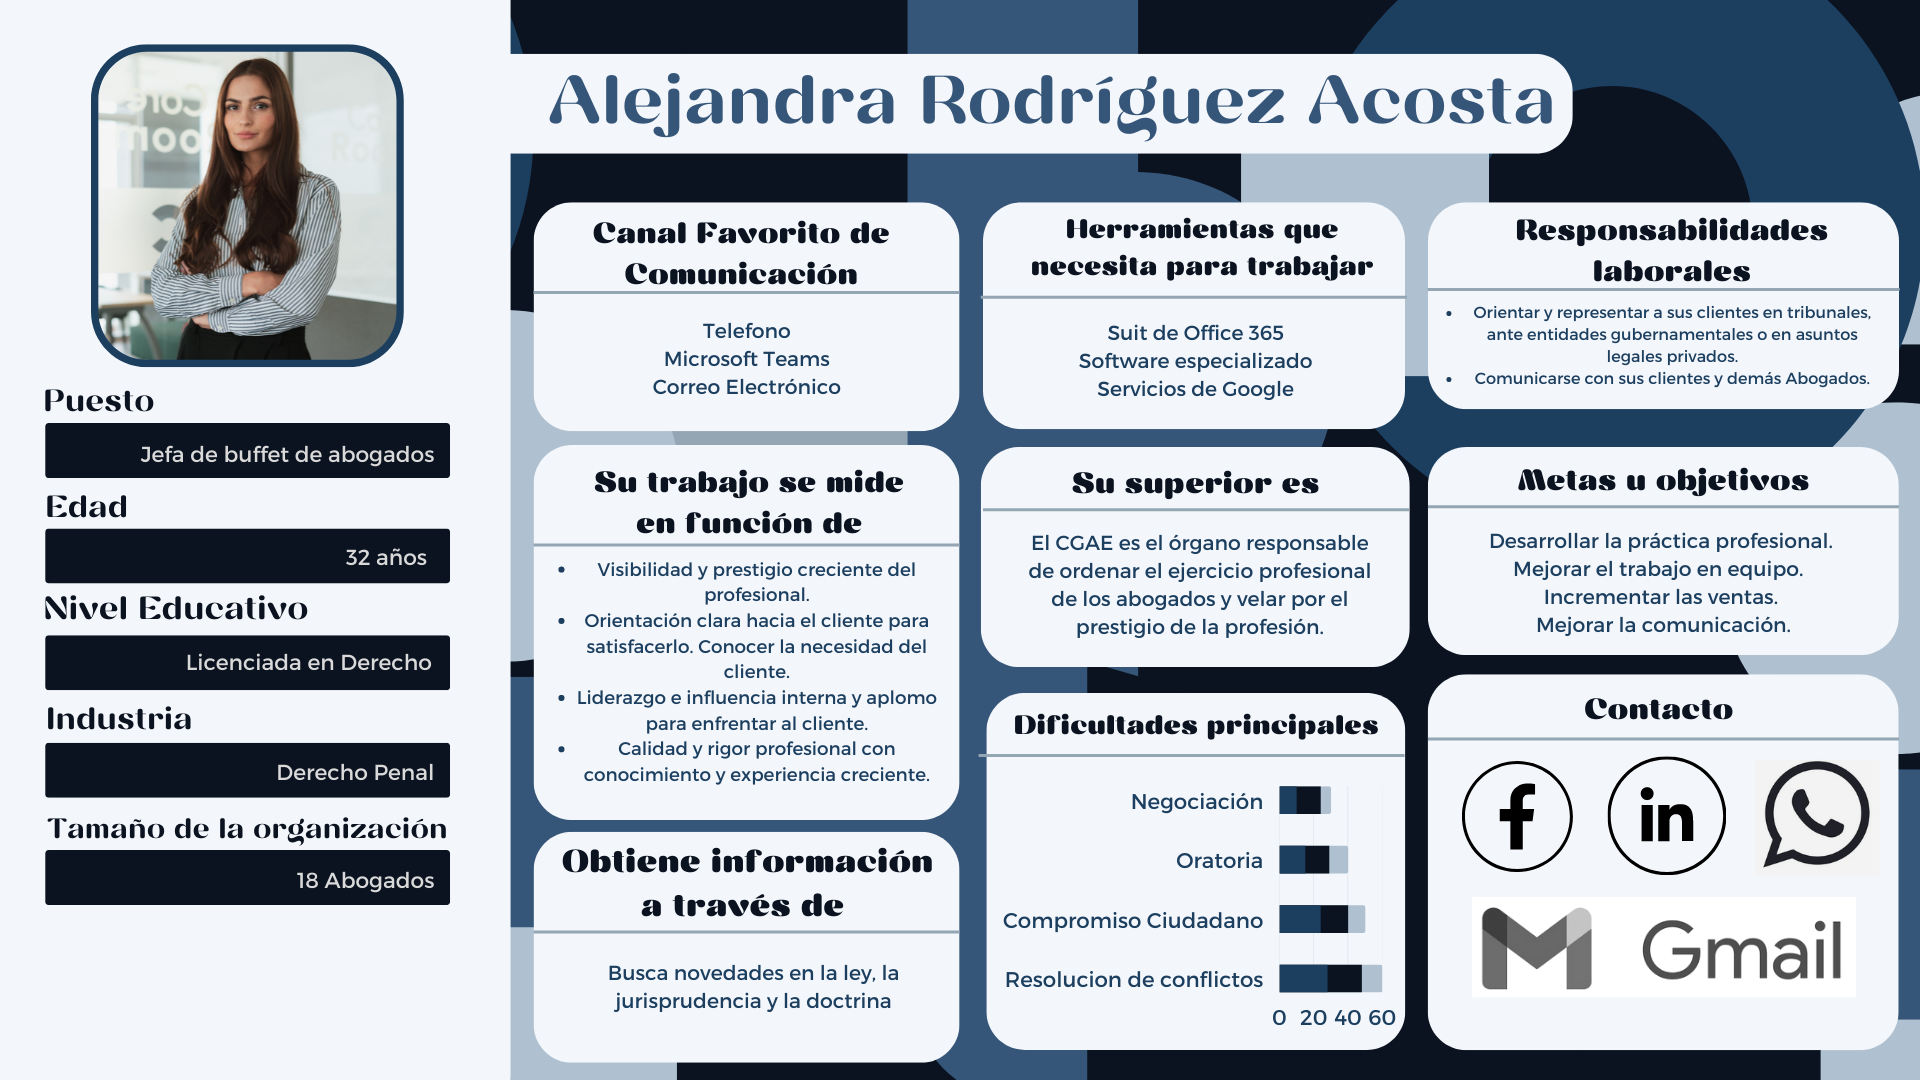 Alejandra Rodríguez Acosta
Puesto
Jefa de buffet de abogados
Edad
32 años
Nivel Educativo
Licenciada en Derecho
Industria
Derecho Penal
Tamaño de la organización
18 Abogados
Canal Favorito de
Comunicación
Telefono
Microsoft Teams
Correo Electrónico
Su trabajo se mide
en función de
• Visibilidad y prestigio creciente del
profesional.
• Orientación clara hacia el cliente para
satisfacerlo. Conocer la necesidad del
cliente.
• Liderazgo e influencia interna y aplomo
para enfrentar al cliente.
• Calidad y rigor profesional con
conocimiento y experiencia creciente.
Obtiene información
a través de
Busca novedades en la ley, la
jurisprudencia y la doctrina
Herramientas que
necesita para trabajar
Suit de Office 365
Software especializado
Servicios de Google
Su superior es
El CGAE es el órgano responsable
de ordenar el ejercicio profesional
de los abogados y velar por el
prestigio de la profesión.
Dificultades principales
Negociación
Oratoria
Compromiso Ciudadano
Resolucion de conflictos
0 20 40 60
Responsabilidades
laborales
• Orientar y representar a sus clientes en tribunales,
ante entidades gubernamentales o en asuntos
legales privados.
• Comunicarse con sus clientes y demás Abogados.
Metas u objetivos
Desarrollar la práctica profesional.
Mejorar el trabajo en equipo.
Incrementar las ventas.
Mejorar la comunicación.
Contacto
f in
M Gmail